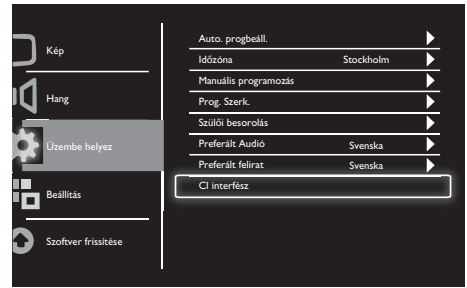 Kép
Hang
Üzembe helyez
Beállítás
Szoftver frissítése
Auto. progbeáll.
Időzóna Stockholm
Manuális programozás
Prog. Szerk.
Szülői besorolás
Preferált Audió Svenska
Preferált felirat Svenska
CI interfész